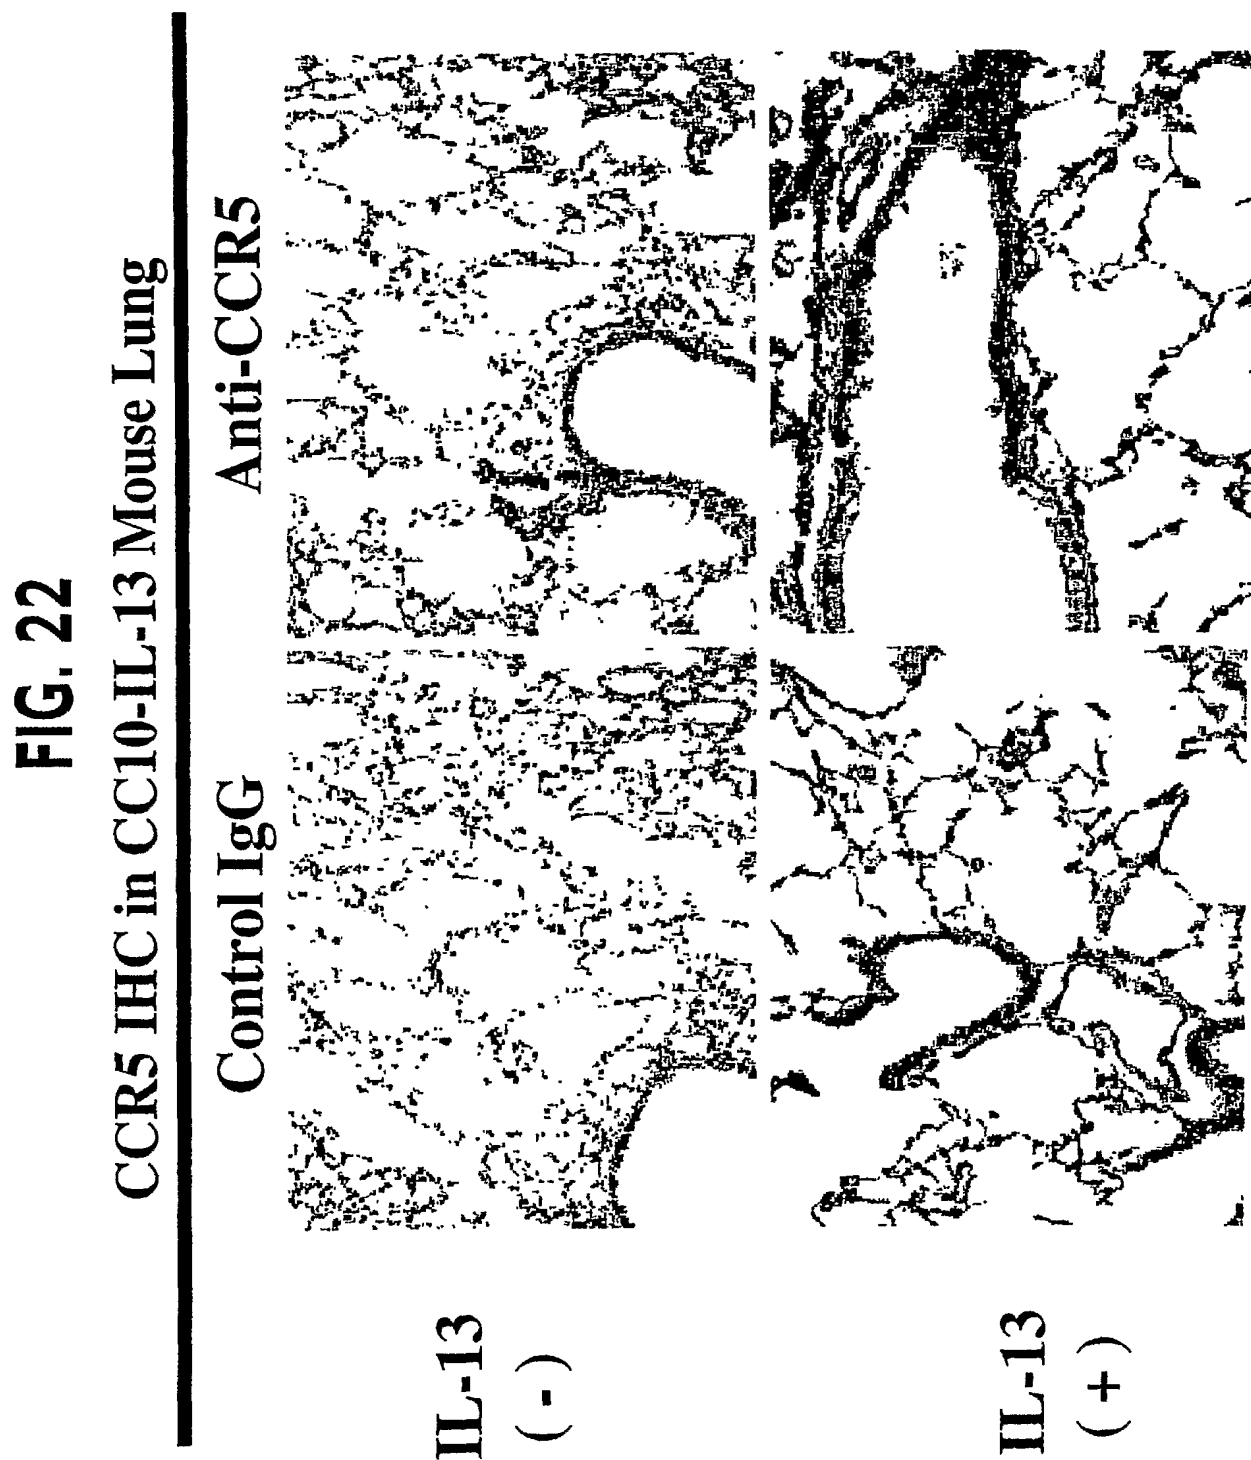 FIG. 22
CCR5 IHC in CC10-IL-13 Mouse Lung
Control IgG Anti-CCR5
IL-13
( - )
IL-13
( + )